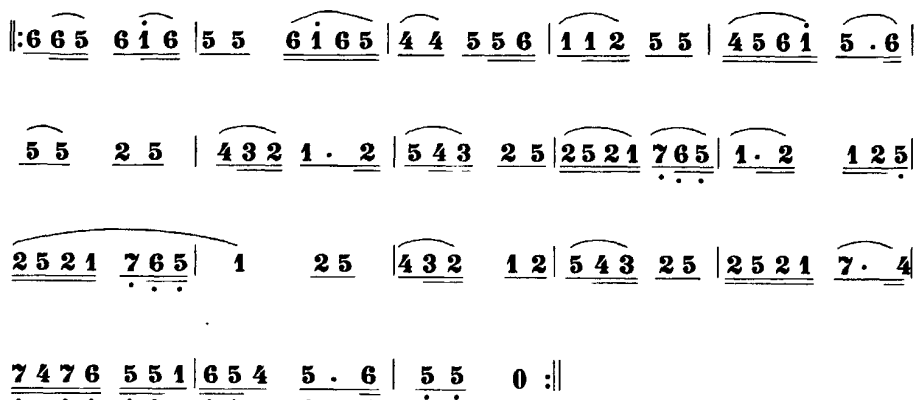 ‖:6 6 5 6 i 6 | 5 5 6 i 6 5 | 4 4 5 5 6 | 1 1 2 5 5 | 4 5 6 i 5 . 6 |
5 5 2 5 | 4 3 2 1 . 2 | 5 4 3 2 5 | 2 5 2 1 7 6 5 | 1 . 2 1 2 5 |
2 5 2 1 7 6 5 | 1 2 5 | 4 3 2 1 2 | 5 4 3 2 5 | 2 5 2 1 7 . 4 |
7 4 7 6 5 5 1 | 6 5 4 5 . 6 | 5 5 0 :‖